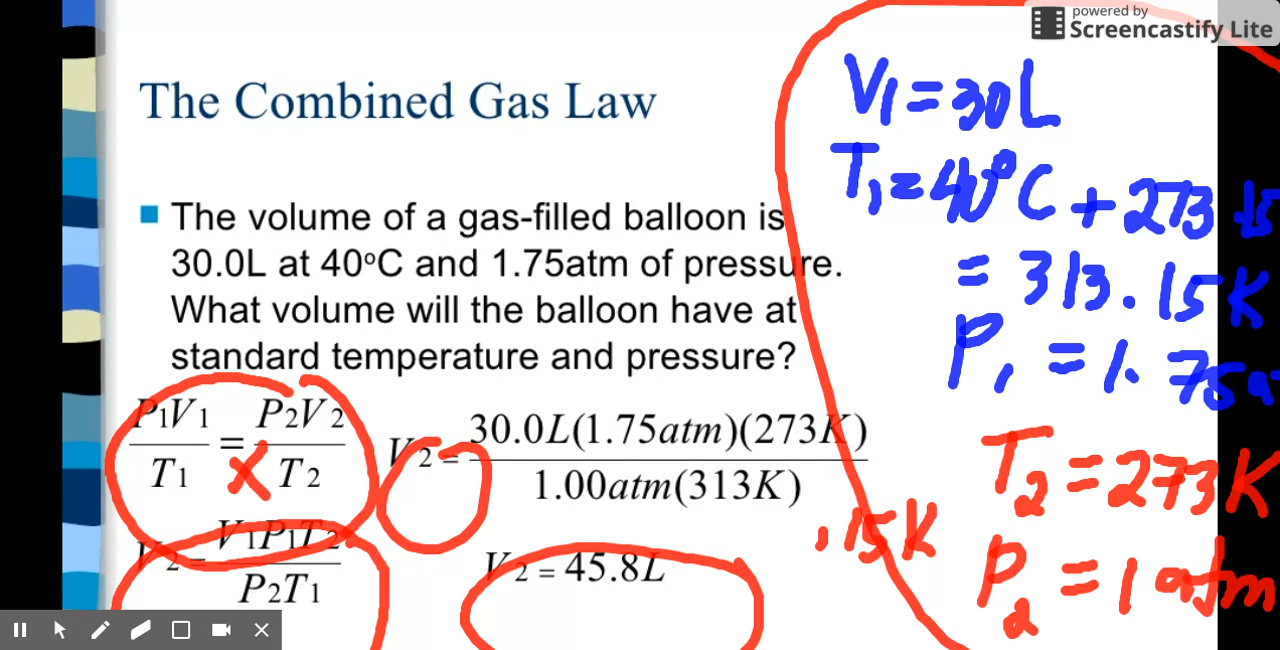 powered by
Screencastify Lite
The Combined Gas Law
The volume of a gas-filled balloon is
30.0L at 40°C and 1.75atm of pressure.
What volume will the balloon have at
standard temperature and pressure?
P1V1 / T1 = P2V2 / T2
V2 = 30.0L(1.75atm)(273K) / 1.00atm(313K)
V2 = V1P1T2 / P2T1
V2 = 45.8L
V1=30L
T1=40°C+273.15
=313.15K
P1=1.75a
T2=273K
.15K
P2=1atm